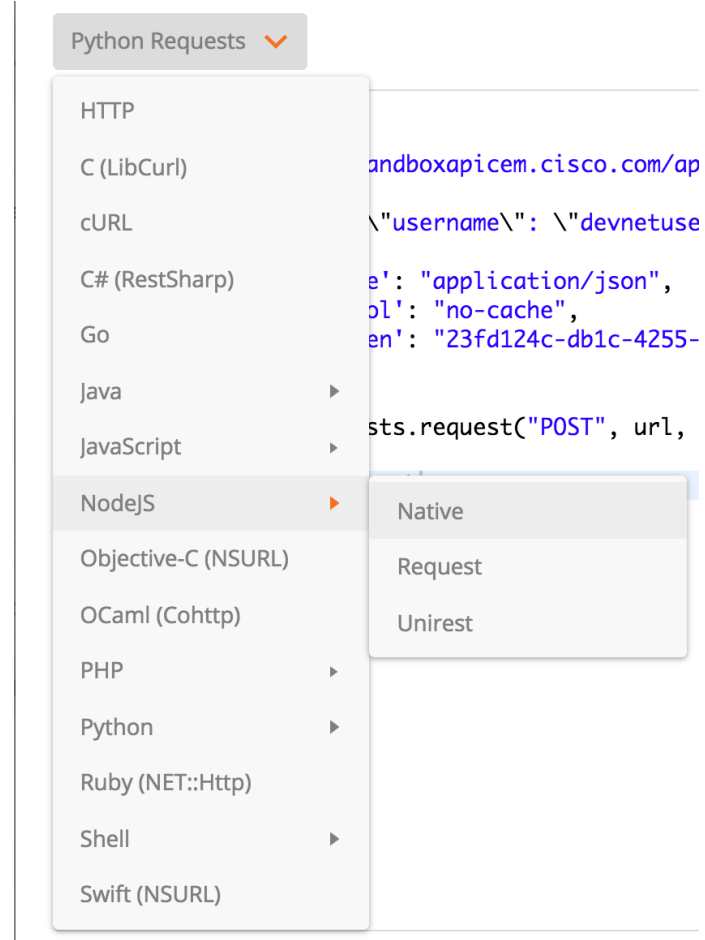 Python Requests
HTTP
C (LibCurl)
cURL
C# (RestSharp)
Go
Java
JavaScript
NodeJS
Objective-C (NSURL)
OCaml (Cohttp)
PHP
Python
Ruby (NET::Http)
Shell
Swift (NSURL)
Native
Request
Unirest
andboxapicem.cisco.com/ap
\"username\": \"devnetuse
e': "application/json",
ol': "no-cache",
en': "23fd124c-db1c-4255-
sts.request("POST", url,